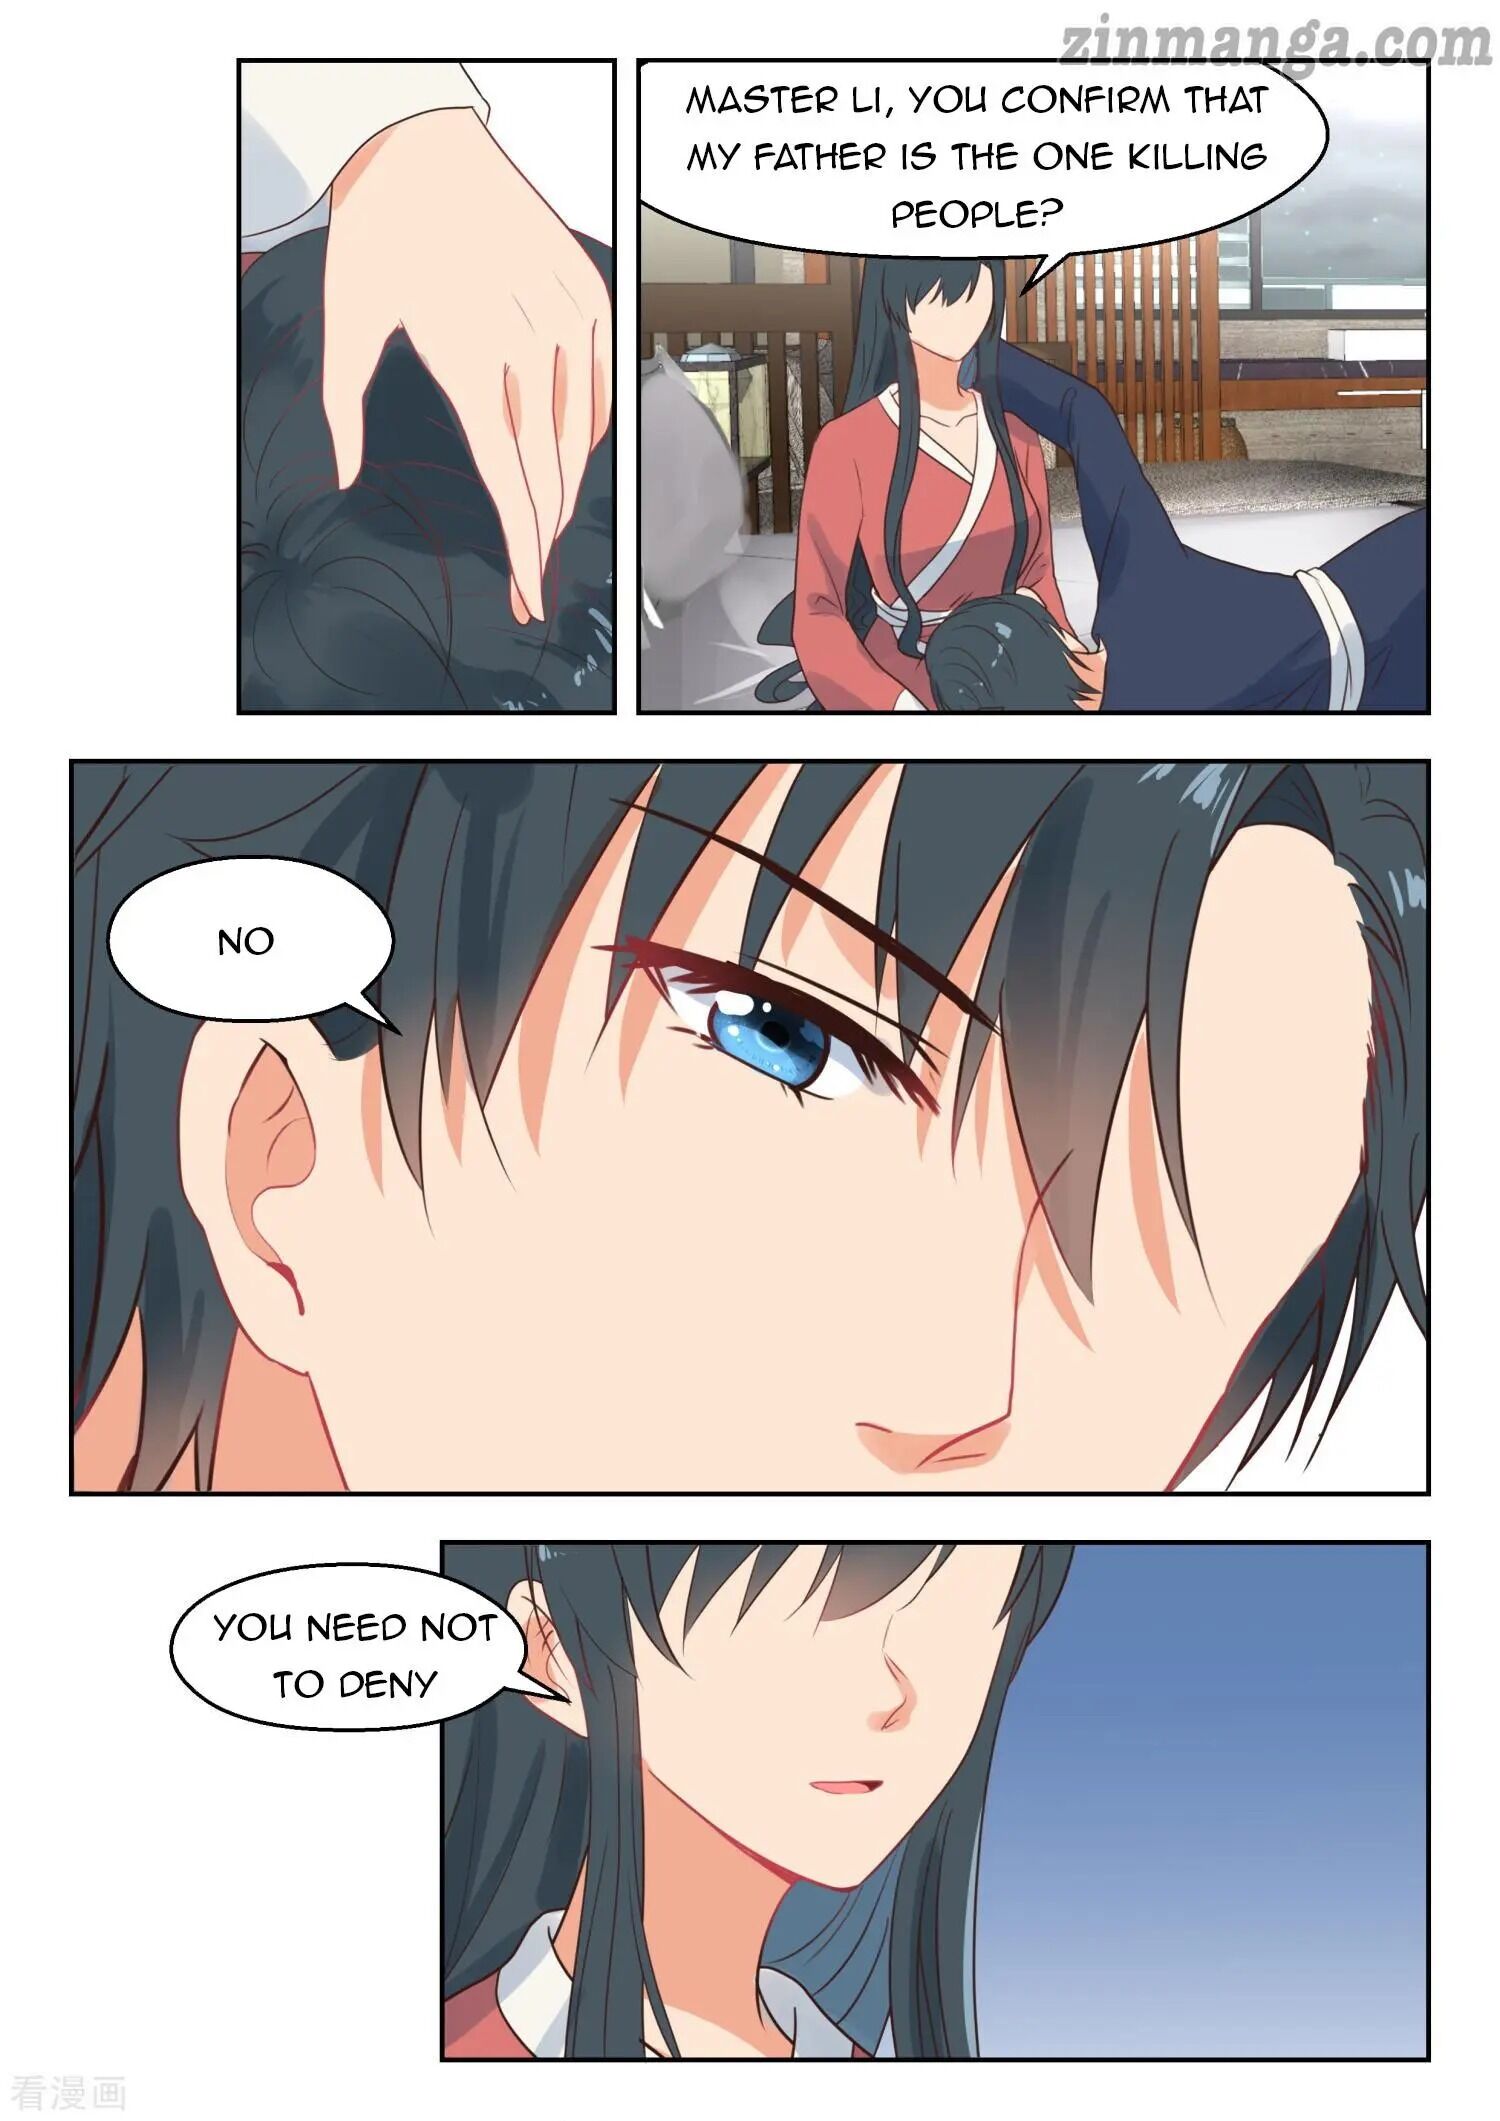 zinmanga.com
MASTER LI, YOU CONFIRM THAT
MY FATHER IS THE ONE KILLING
PEOPLE?
NO
YOU NEED NOT
TO DENY
看漫画